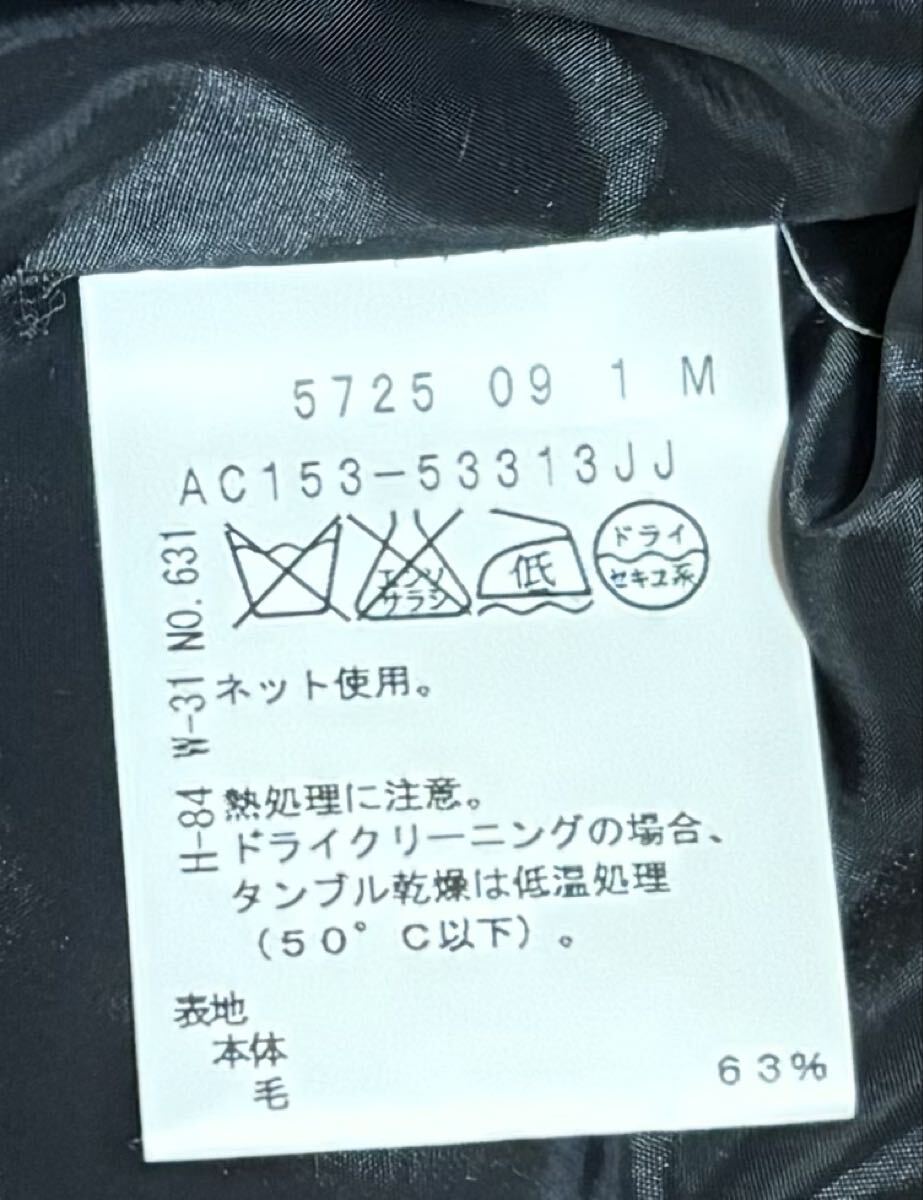 5725 09 1 M
AC153-53313JJ
エンソ
サラシ
低
ドライ
セキユ系
H-84 W-31 NO.631
ネット使用。
熱処理に注意。
ドライクリーニングの場合、
タンブル乾燥は低温処理
(50°C以下)。
表地
本体
毛 63%